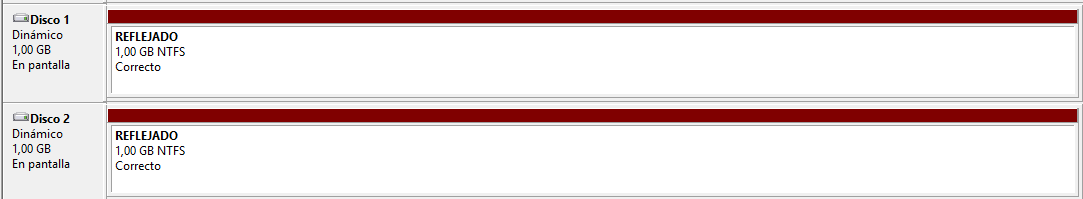 Disco 1
Dinámico
1,00 GB
En pantalla
REFLEJADO
1,00 GB NTFS
Correcto
Disco 2
Dinámico
1,00 GB
En pantalla
REFLEJADO
1,00 GB NTFS
Correcto